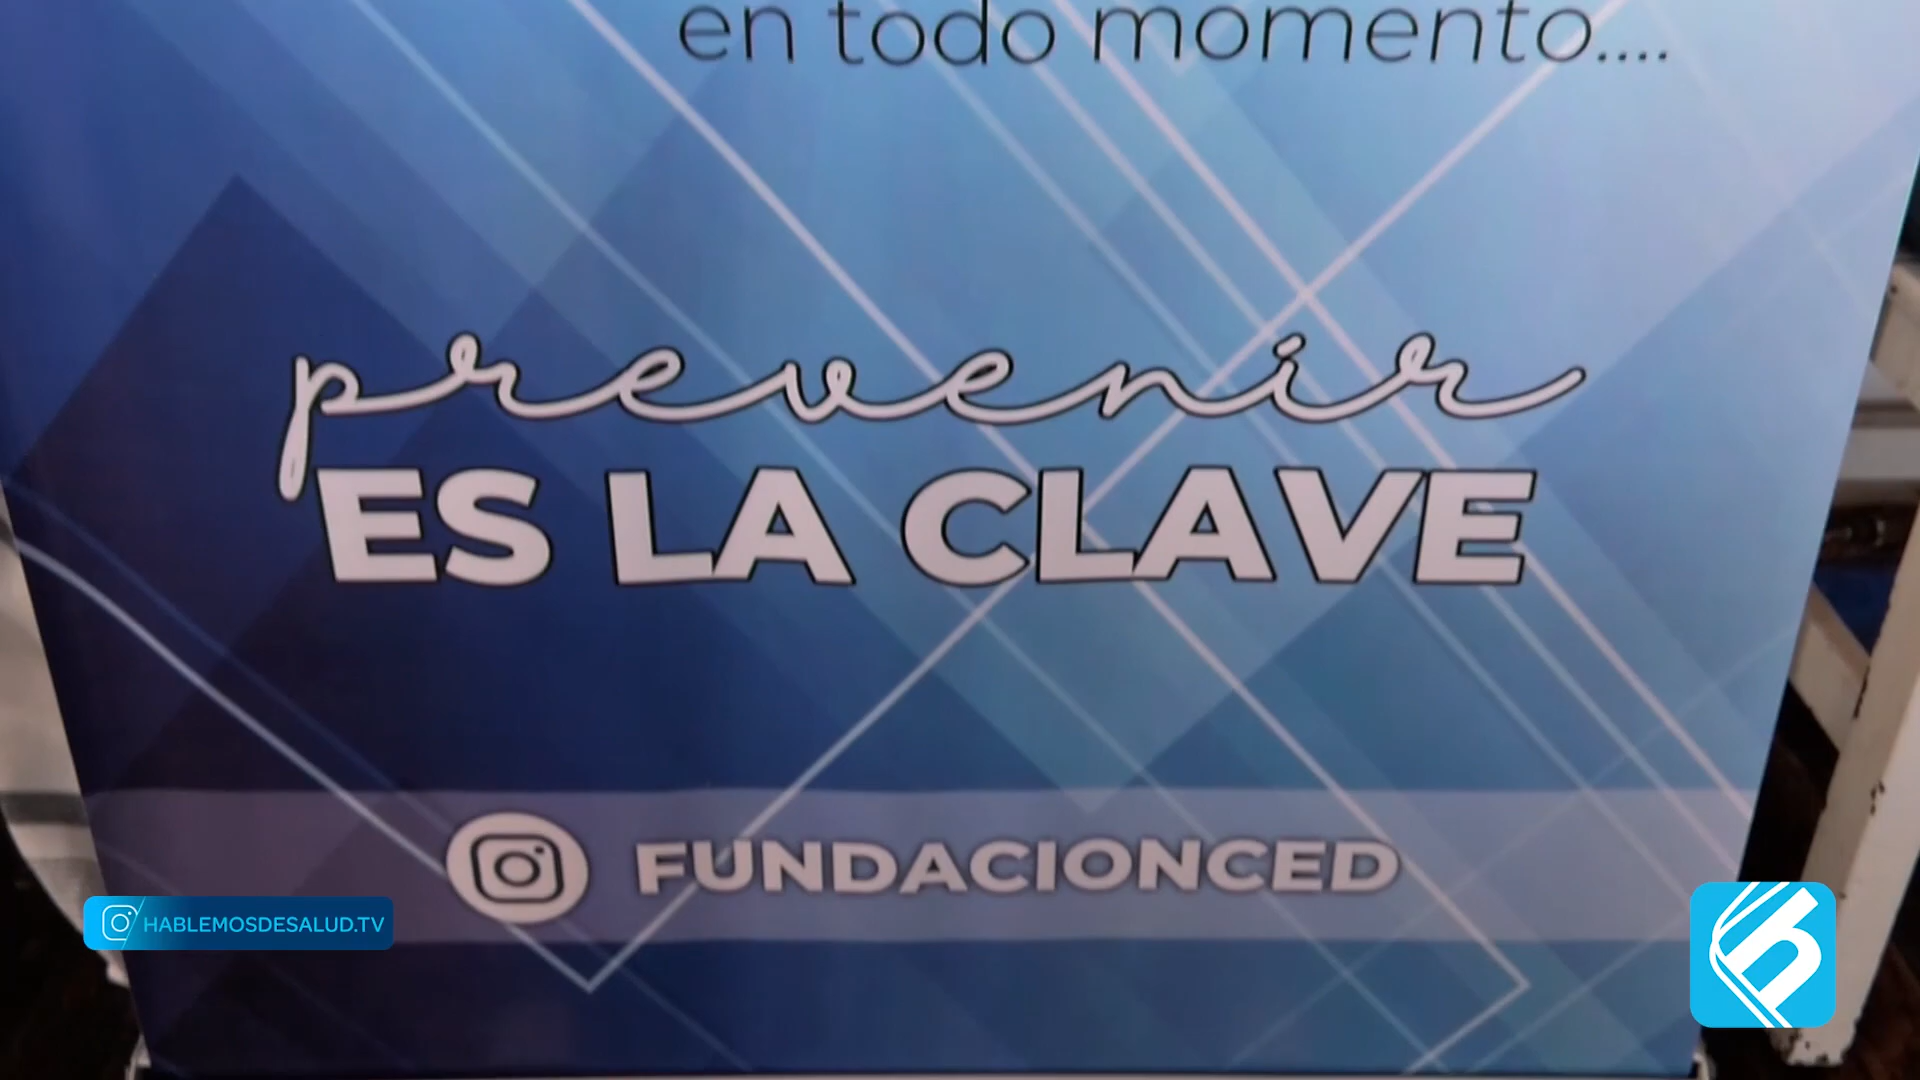 en todo momento....
prevenir
ES LA CLAVE
FUNDACIONCED
HABLEMOSDESALUD.TV